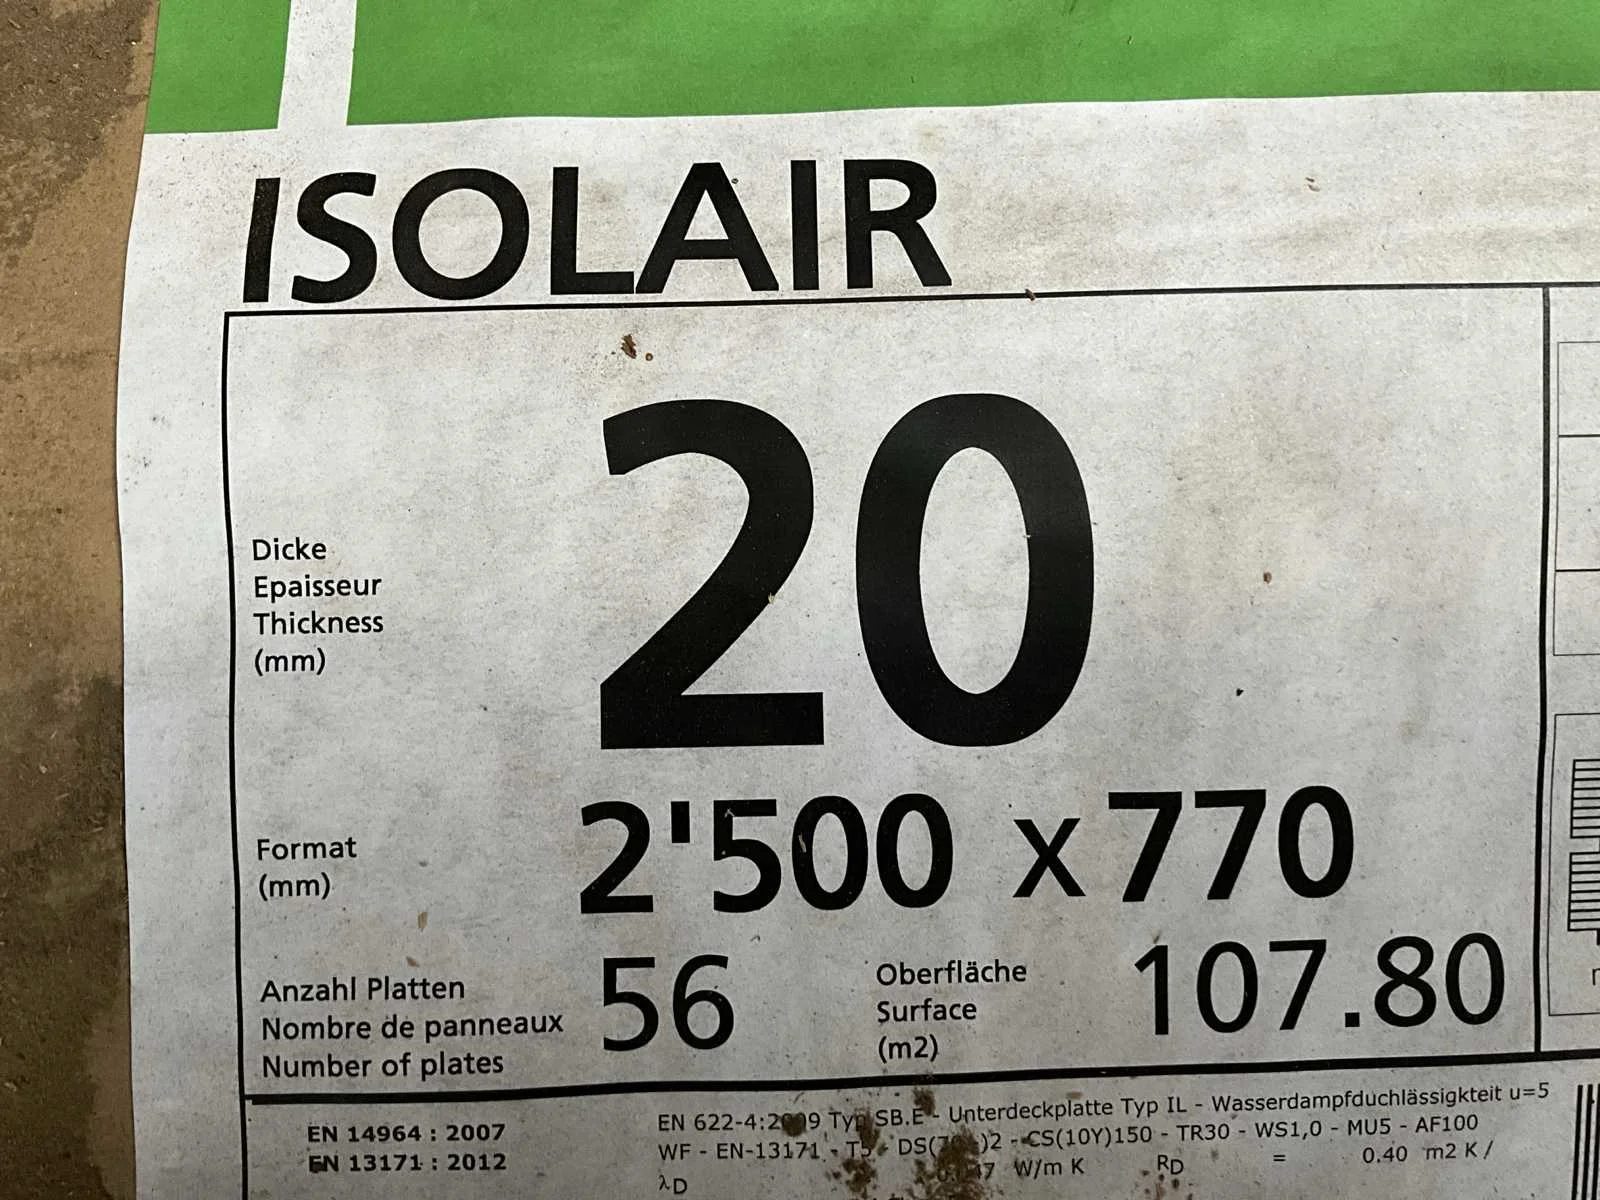 ISOLAIR
20
Dicke
Epaisseur
Thickness
(mm)
2'500 x 770
Format
(mm)
Anzahl Platten
Nombre de panneaux
Number of plates
56
Oberfläche
Surface
(m2)
107.80
EN 14964 : 2007
EN 13171 : 2012
EN 622-4:2009 Typ SB.E - Unterdeckplatte Typ IL - Wasserdampfduchlässigkteit u=5
WF - EN-13171 - T5 - )2 - CS(10Y)150 - TR30 - WS1,0 - MU5 - AF100
λD W/m K RD = 0.40 m2 K /